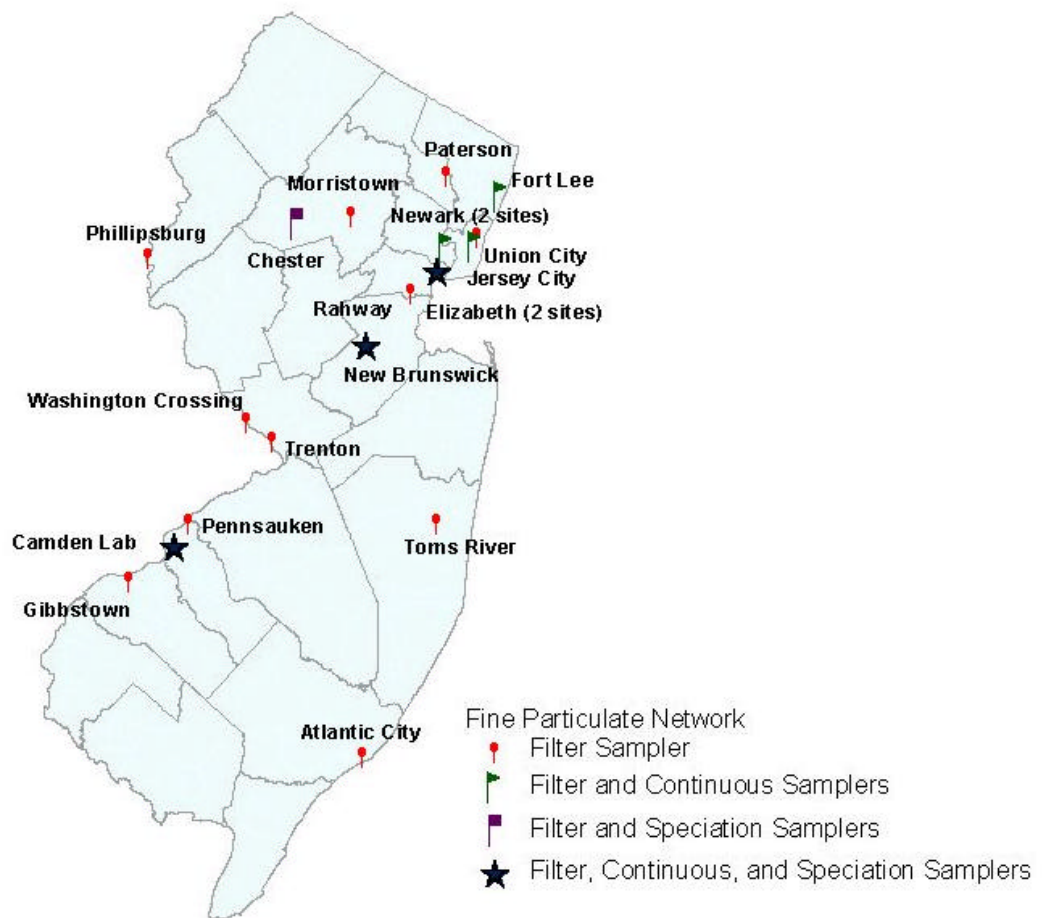 Paterson
Fort Lee
Morristown
Newark (2 sites)
Phillipsburg
Union City
Chester
Jersey City
Rahway
Elizabeth (2 sites)
New Brunswick
Washington Crossing
Trenton
Pennsauken
Camden Lab
Toms River
Gibbstown
Atlantic City
Fine Particulate Network
Filter Sampler
Filter and Continuous Samplers
Filter and Speciation Samplers
Filter, Continuous, and Speciation Samplers